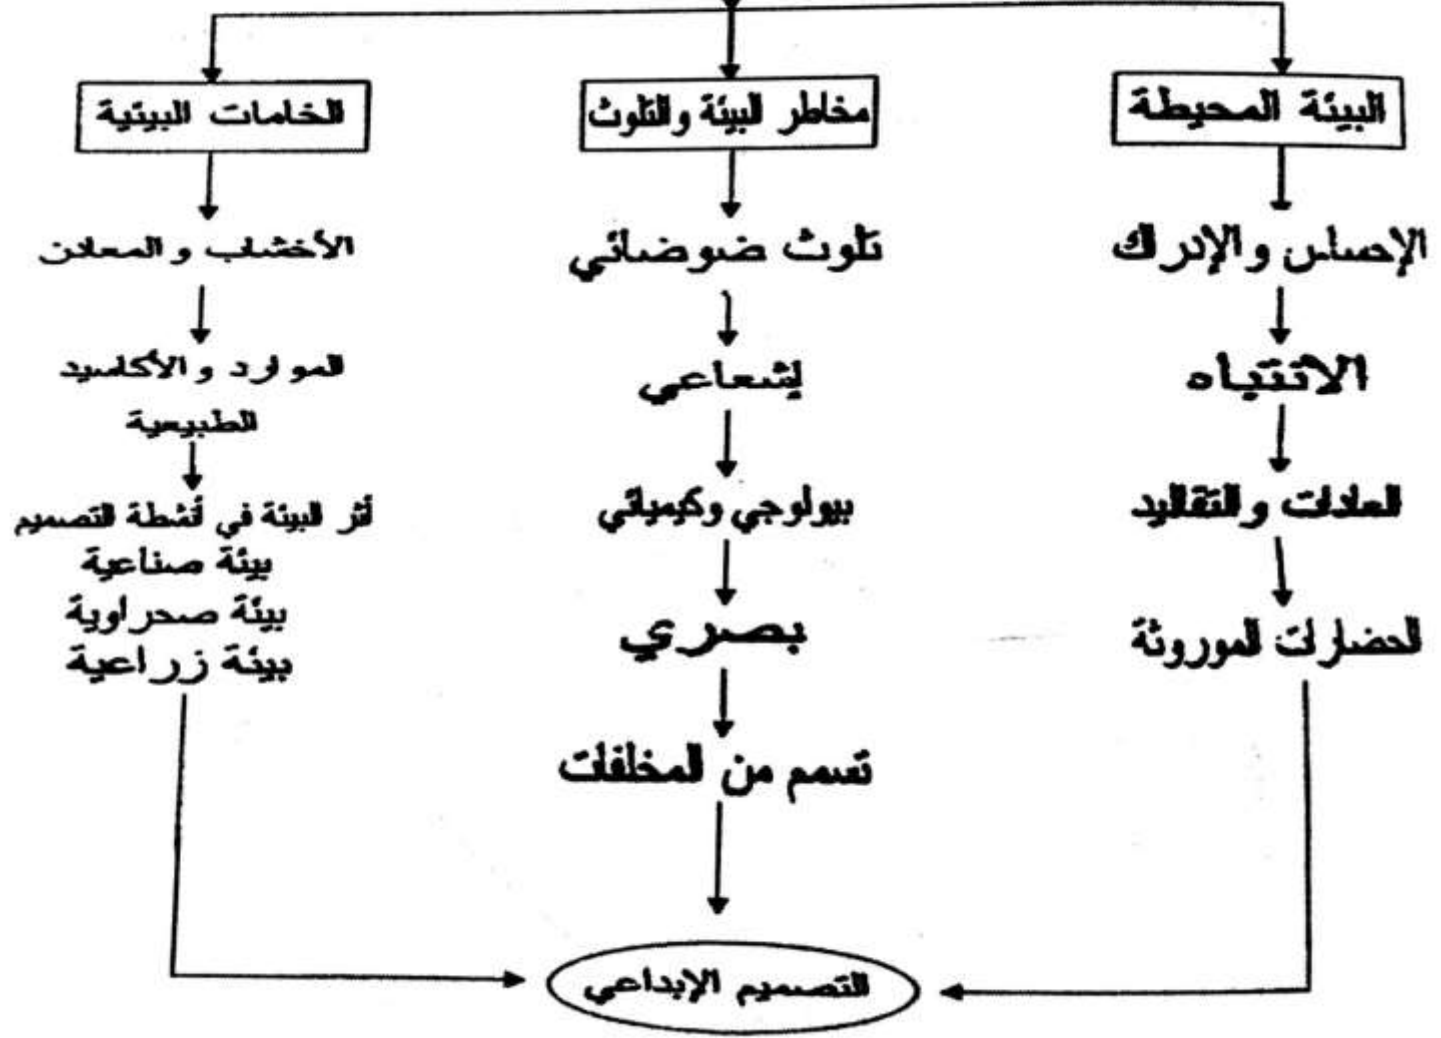 البيئة المحيطة
الإحساس والإدراك
الانتباه
العادات والتقاليد
الحضارات الموروثة
مخاطر البيئة والتلوث
تلوث ضوضائي
إشعاعي
بيولوجي وكيميائي
بصري
تسمم من المخلفات
الخامات البيئية
الأخشاب والمعادن
الموارد والأكاسيد
الطبيعية
أثر البيئة في أنشطة التصميم
بيئة صناعية
بيئة صحراوية
بيئة زراعية
التصميم الإبداعي